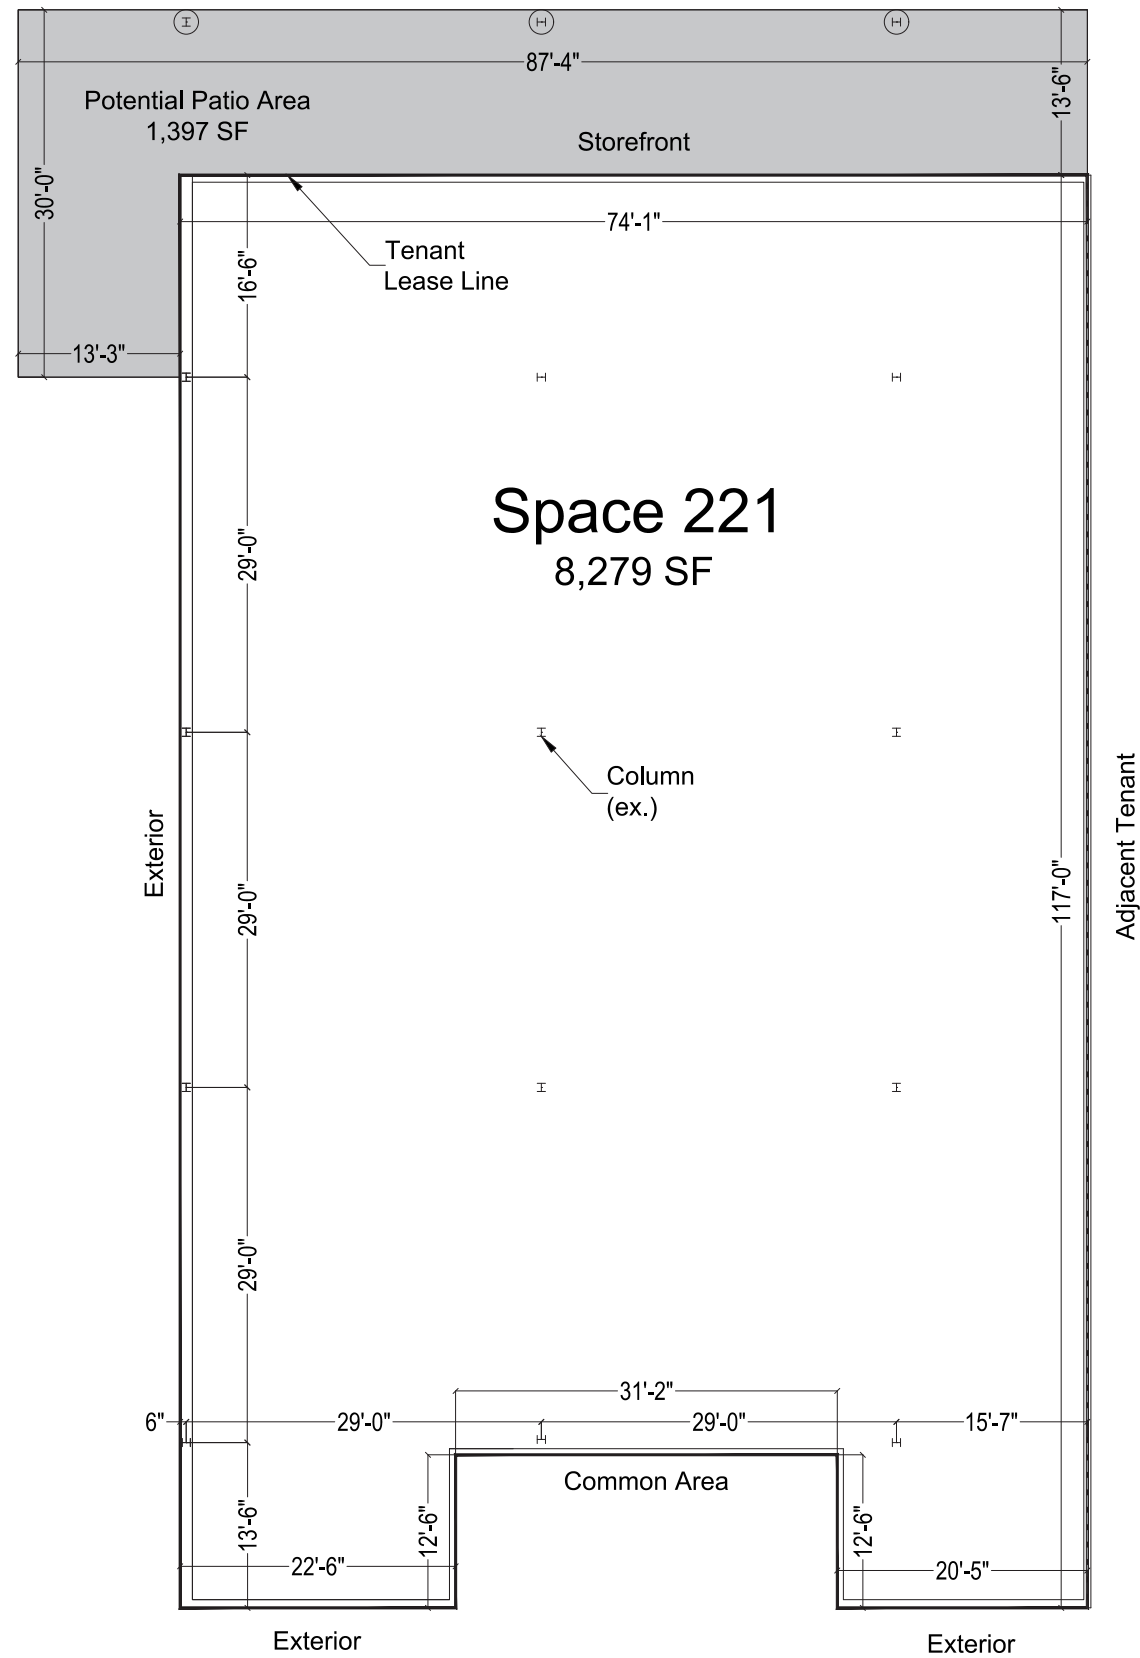 87'-4"
13'-6"
Potential Patio Area
1,397 SF
Storefront
30'-0"
74'-1"
Tenant
Lease Line
16'-6"
13'-3"
Space 221
8,279 SF
29'-0"
Column
(ex.)
Exterior
Adjacent Tenant
29'-0"
117'-0"
29'-0"
31'-2"
6"
29'-0"
29'-0"
15'-7"
Common Area
13'-6"
12'-6"
12'-6"
22'-6"
20'-5"
Exterior
Exterior